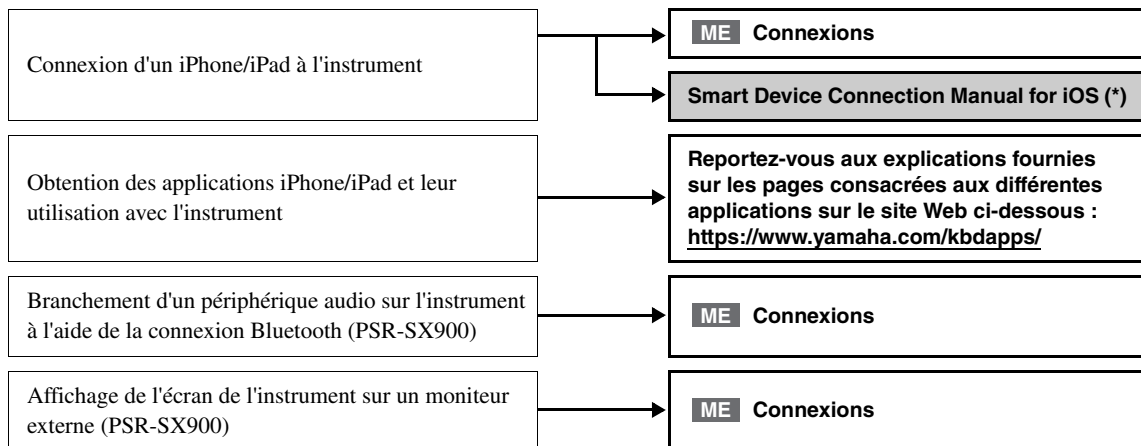 Connexion d'un iPhone/iPad à l'instrument
ME Connexions
Smart Device Connection Manual for iOS (*)
Obtention des applications iPhone/iPad et leur
utilisation avec l'instrument
Reportez-vous aux explications fournies
sur les pages consacrées aux différentes
applications sur le site Web ci-dessous :
https://www.yamaha.com/kbdapps/
Branchement d'un périphérique audio sur l'instrument
à l'aide de la connexion Bluetooth (PSR-SX900)
ME Connexions
Affichage de l'écran de l'instrument sur un moniteur
externe (PSR-SX900)
ME Connexions